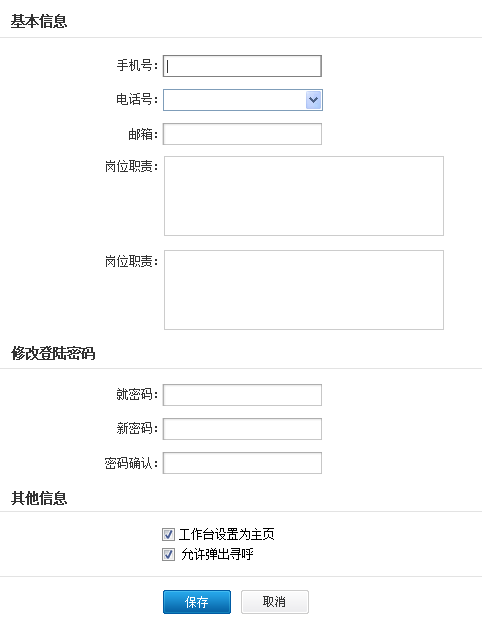 基本信息
手机号：
电话号：
邮箱：
岗位职责：
岗位职责：
修改登陆密码
就密码：
新密码：
密码确认：
其他信息
工作台设置为主页
允许弹出寻呼
保存 取消